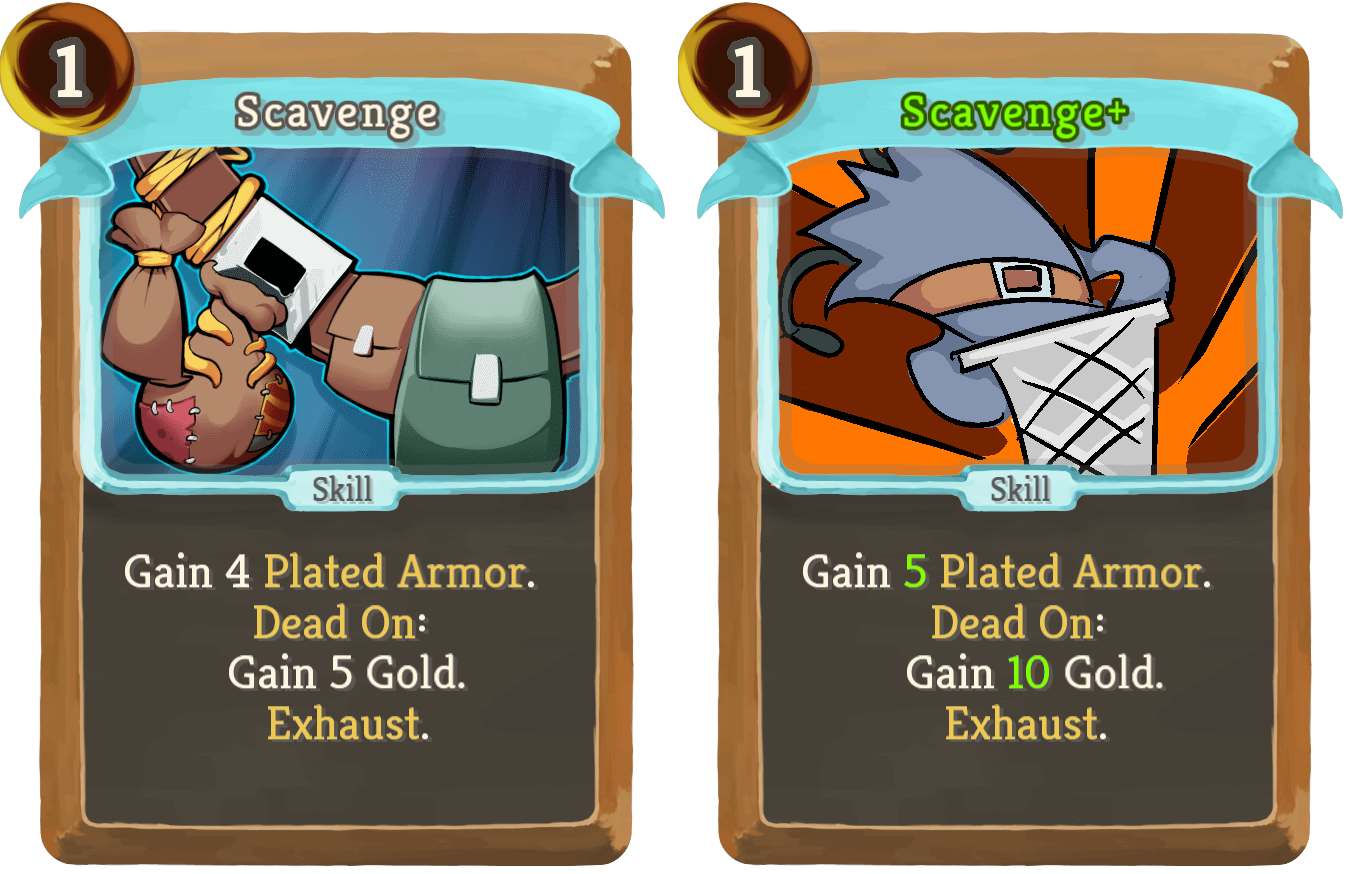 1
Scavenge
Skill
Gain 4 Plated Armor.
Dead On:
Gain 5 Gold.
Exhaust.
1
Scavenge+
Skill
Gain 5 Plated Armor.
Dead On:
Gain 10 Gold.
Exhaust.